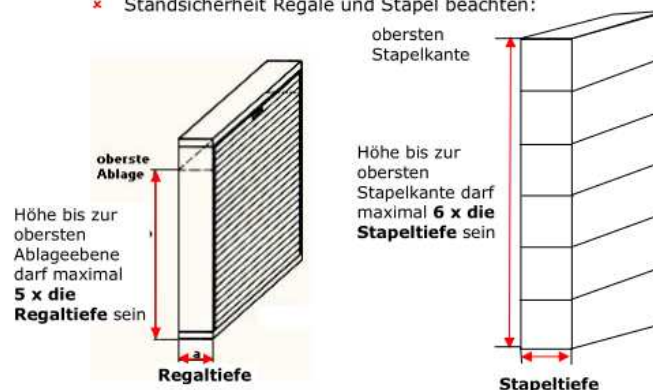 × Standsicherheit Regale und Stapel beachten:
obersten
Stapelkante
oberste
Ablage
Höhe bis zur
obersten
Ablageebene
darf maximal
5 x die
Regaltiefe sein
a
Regaltiefe
Höhe bis zur
obersten
Stapelkante darf
maximal 6 x die
Stapeltiefe sein
Stapeltiefe